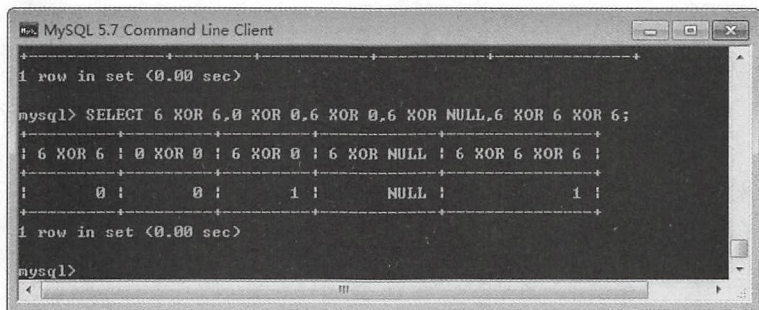 MySQL 5.7 Command Line Client
+---------------+---------+-------------+-------------+----------------+
1 row in set (0.00 sec)
mysql> SELECT 6 XOR 6,0 XOR 0,6 XOR 0,6 XOR NULL,6 XOR 6 XOR 6;
+---------+---------+---------+------------+---------------+
| 6 XOR 6 | 0 XOR 0 | 6 XOR 0 | 6 XOR NULL | 6 XOR 6 XOR 6 |
+---------+---------+---------+------------+---------------+
|       0 |       0 |       1 |       NULL |             1 |
+---------+---------+---------+------------+---------------+
1 row in set (0.00 sec)
mysql>